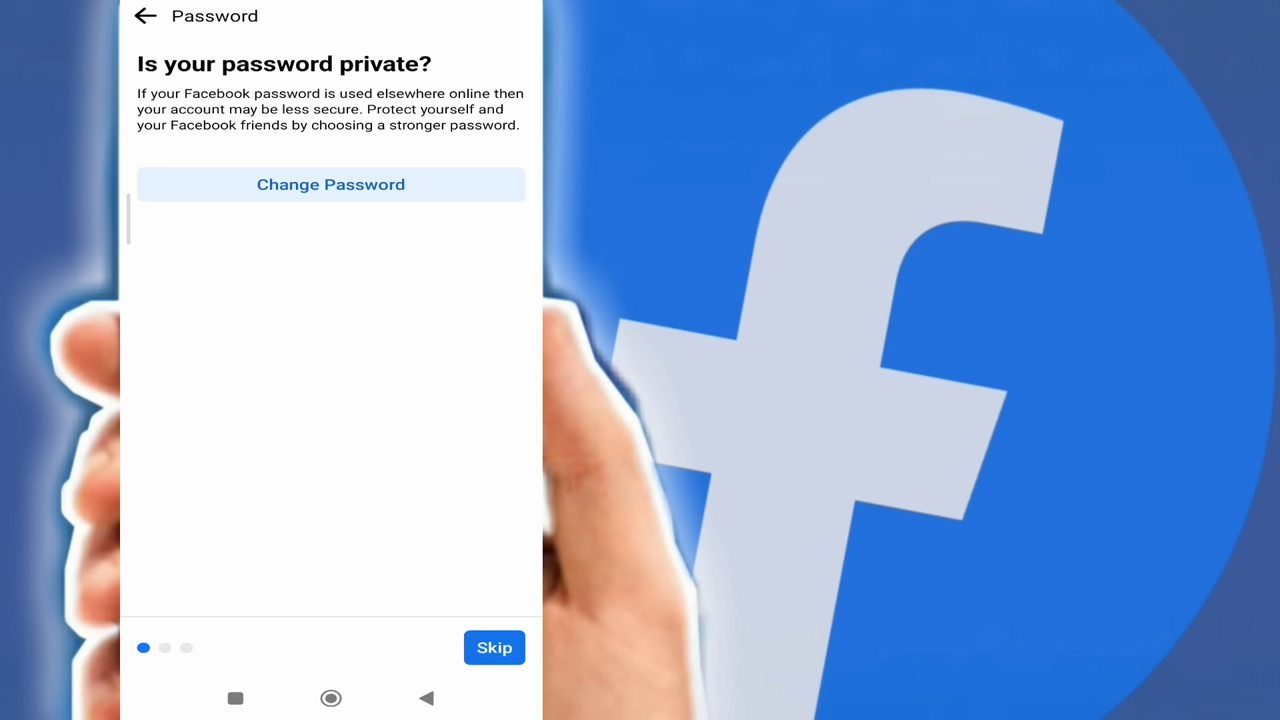 Password
Is your password private?
If your Facebook password is used elsewhere online then
your account may be less secure. Protect yourself and
your Facebook friends by choosing a stronger password.
Change Password
Skip